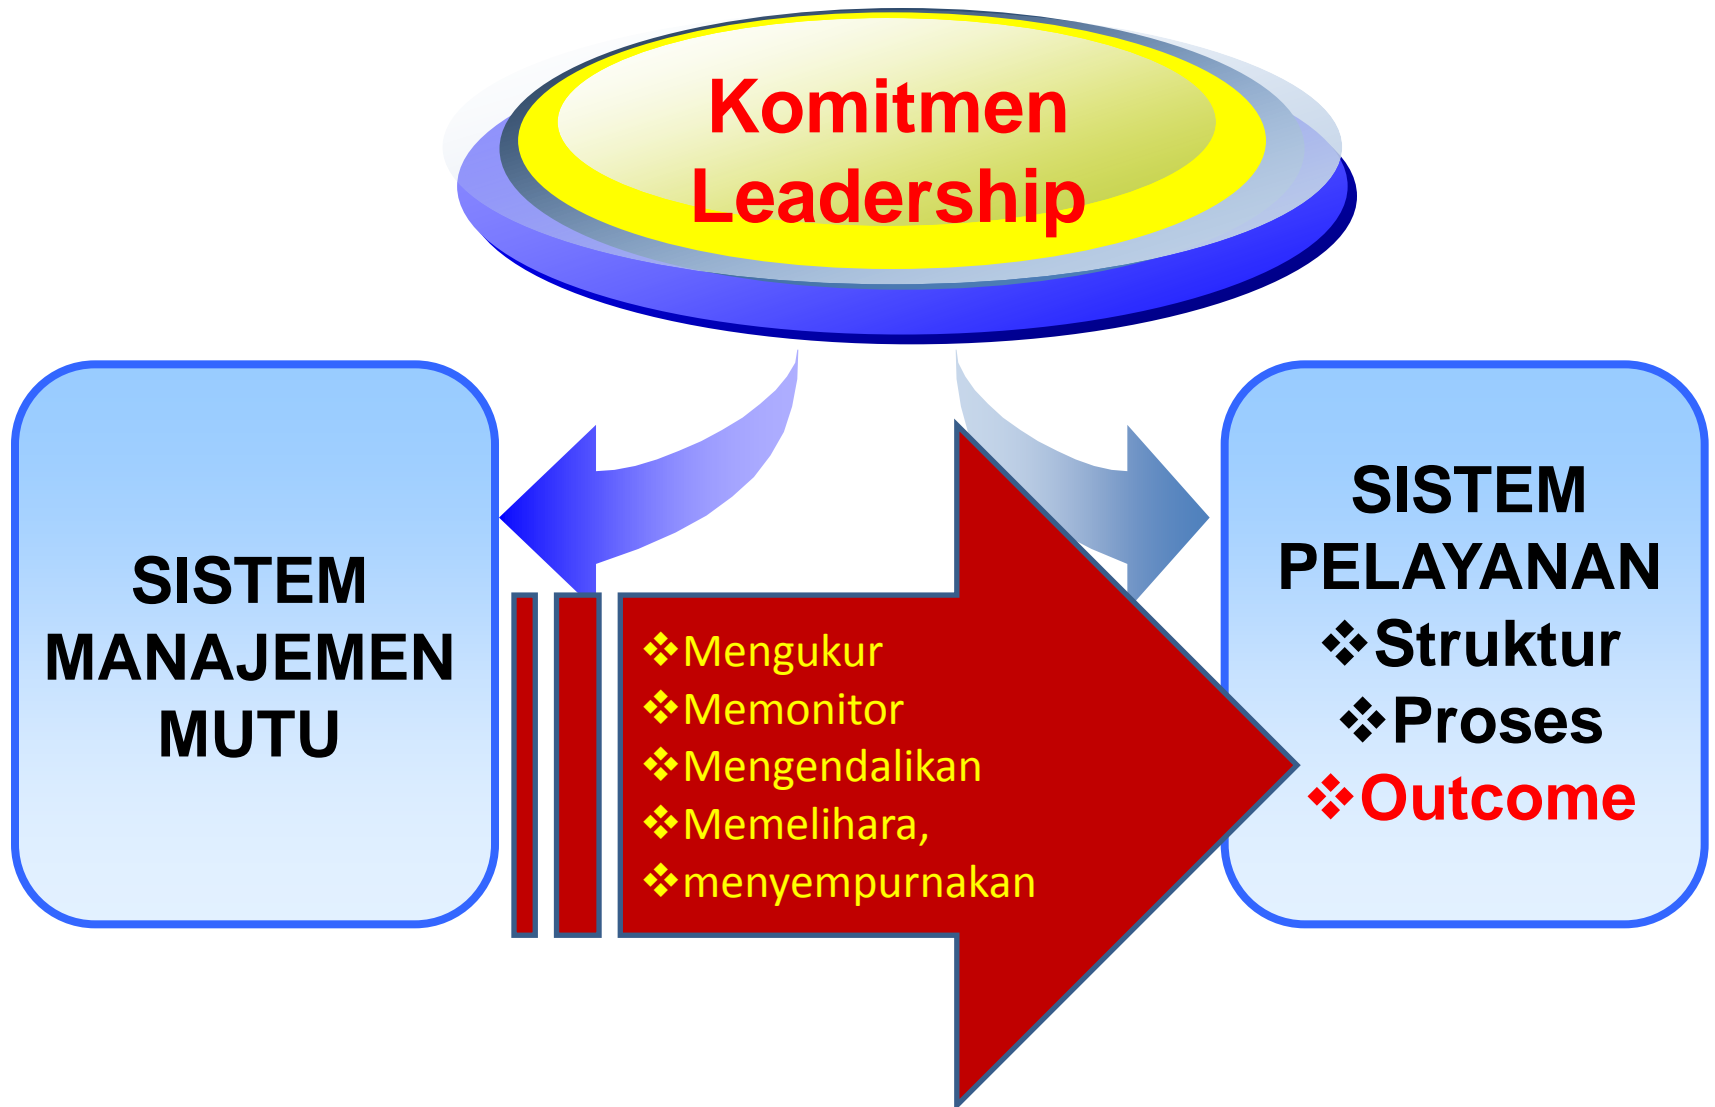 Komitmen
Leadership
SISTEM
MANAJEMEN
MUTU
❖Mengukur
❖Memonitor
❖Mengendalikan
❖Memelihara,
❖menyempurnakan
SISTEM
PELAYANAN
❖Struktur
❖Proses
❖Outcome